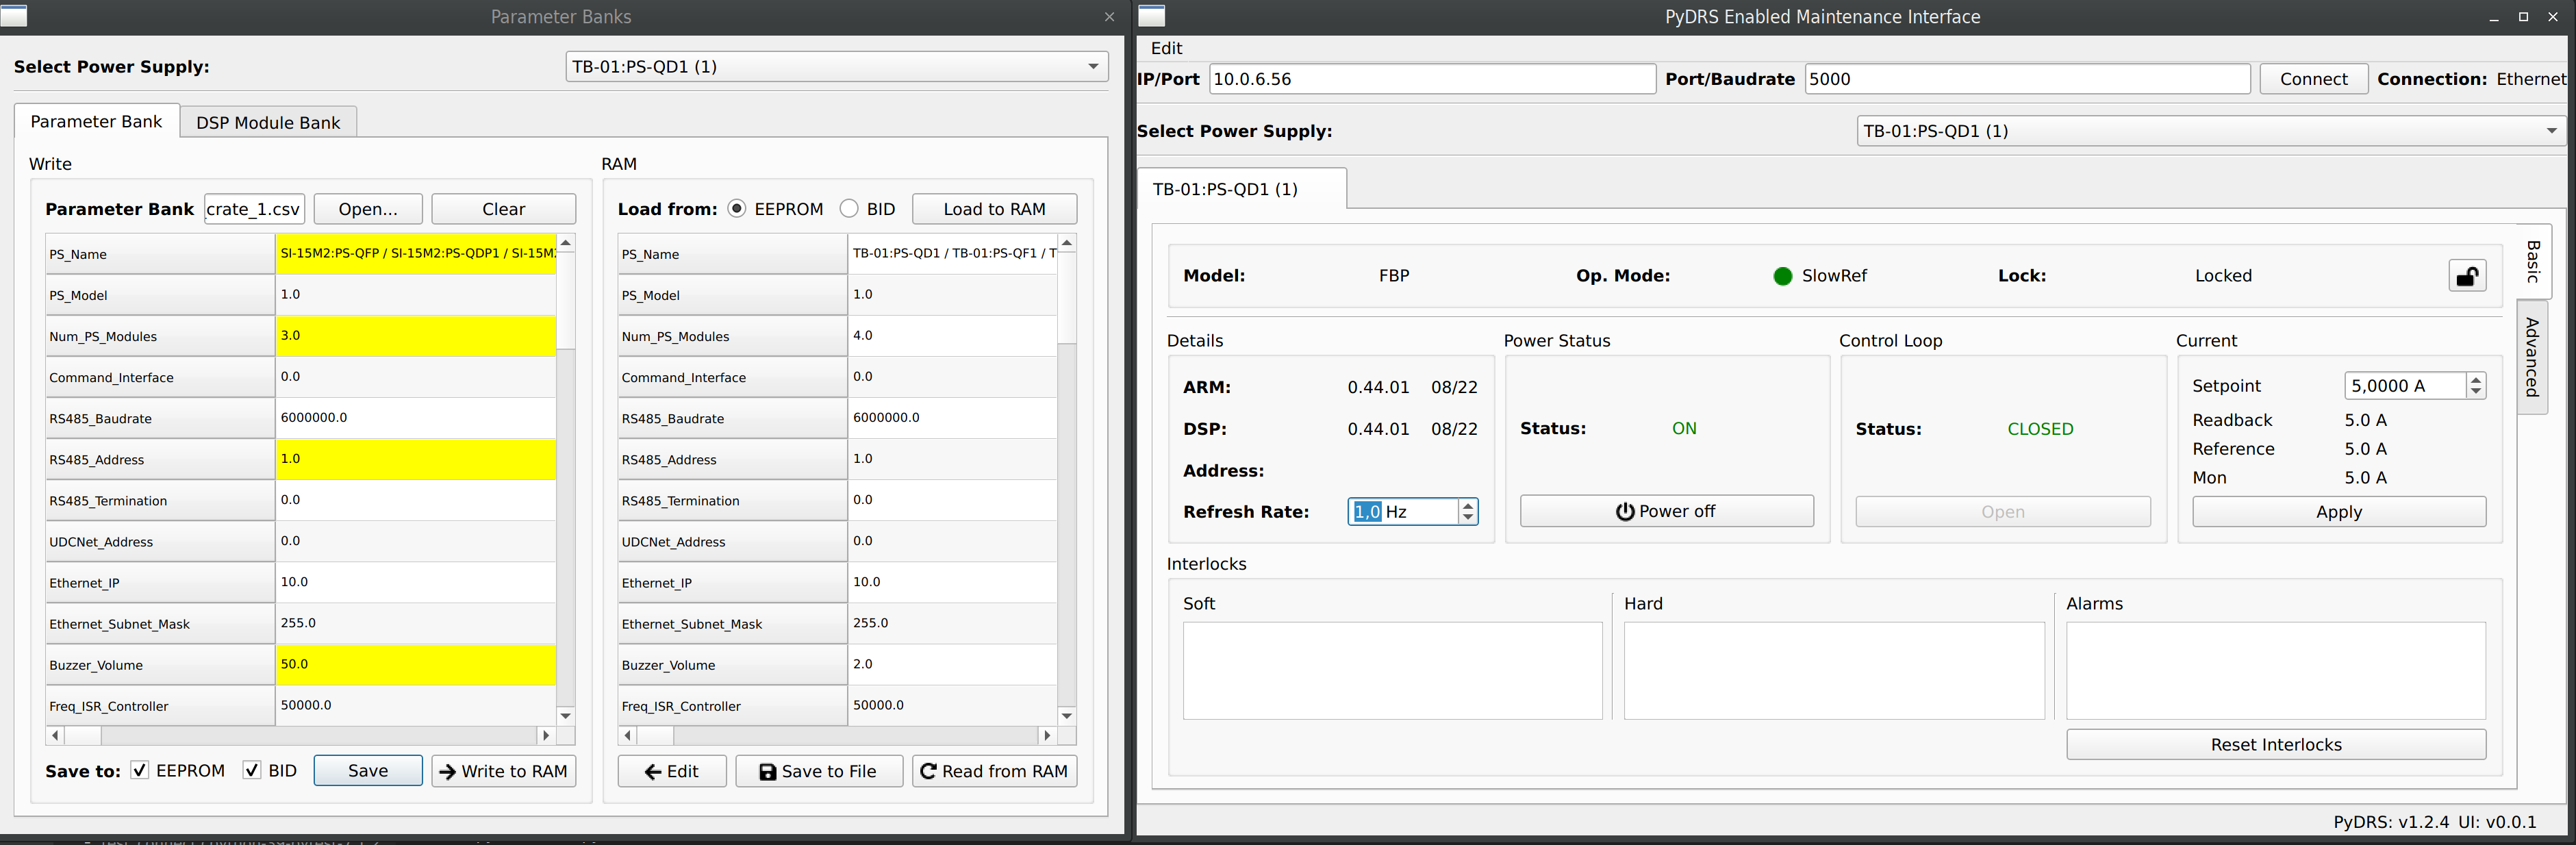 Parameter Banks
Select Power Supply: TB-01:PS-QD1 (1)
Parameter Bank DSP Module Bank
Write
Parameter Bank crate_1.csv Open... Clear
PS_Name SI-15M2:PS-QFP / SI-15M2:PS-QDP1 / SI-15M
PS_Model 1.0
Num_PS_Modules 3.0
Command_Interface 0.0
RS485_Baudrate 6000000.0
RS485_Address 1.0
RS485_Termination 0.0
UDCNet_Address 0.0
Ethernet_IP 10.0
Ethernet_Subnet_Mask 255.0
Buzzer_Volume 50.0
Freq_ISR_Controller 50000.0
Save to: EEPROM BID Save Write to RAM
RAM
Load from: EEPROM BID Load to RAM
PS_Name TB-01:PS-QD1 / TB-01:PS-QF1 / T
PS_Model 1.0
Num_PS_Modules 4.0
Command_Interface 0.0
RS485_Baudrate 6000000.0
RS485_Address 1.0
RS485_Termination 0.0
UDCNet_Address 0.0
Ethernet_IP 10.0
Ethernet_Subnet_Mask 255.0
Buzzer_Volume 2.0
Freq_ISR_Controller 50000.0
Edit Save to File Read from RAM
PyDRS Enabled Maintenance Interface
Edit
IP/Port 10.0.6.56 Port/Baudrate 5000 Connect Connection: Ethernet
Select Power Supply: TB-01:PS-QD1 (1)
TB-01:PS-QD1 (1)
Basic
Advanced
Model: FBP Op. Mode: SlowRef Lock: Locked
Details
ARM: 0.44.01 08/22
DSP: 0.44.01 08/22
Address:
Refresh Rate: 1,0 Hz
Power Status
Status: ON
Power off
Control Loop
Status: CLOSED
Open
Current
Setpoint 5,0000 A
Readback 5.0 A
Reference 5.0 A
Mon 5.0 A
Apply
Interlocks
Soft Hard Alarms
Reset Interlocks
PyDRS: v1.2.4 UI: v0.0.1